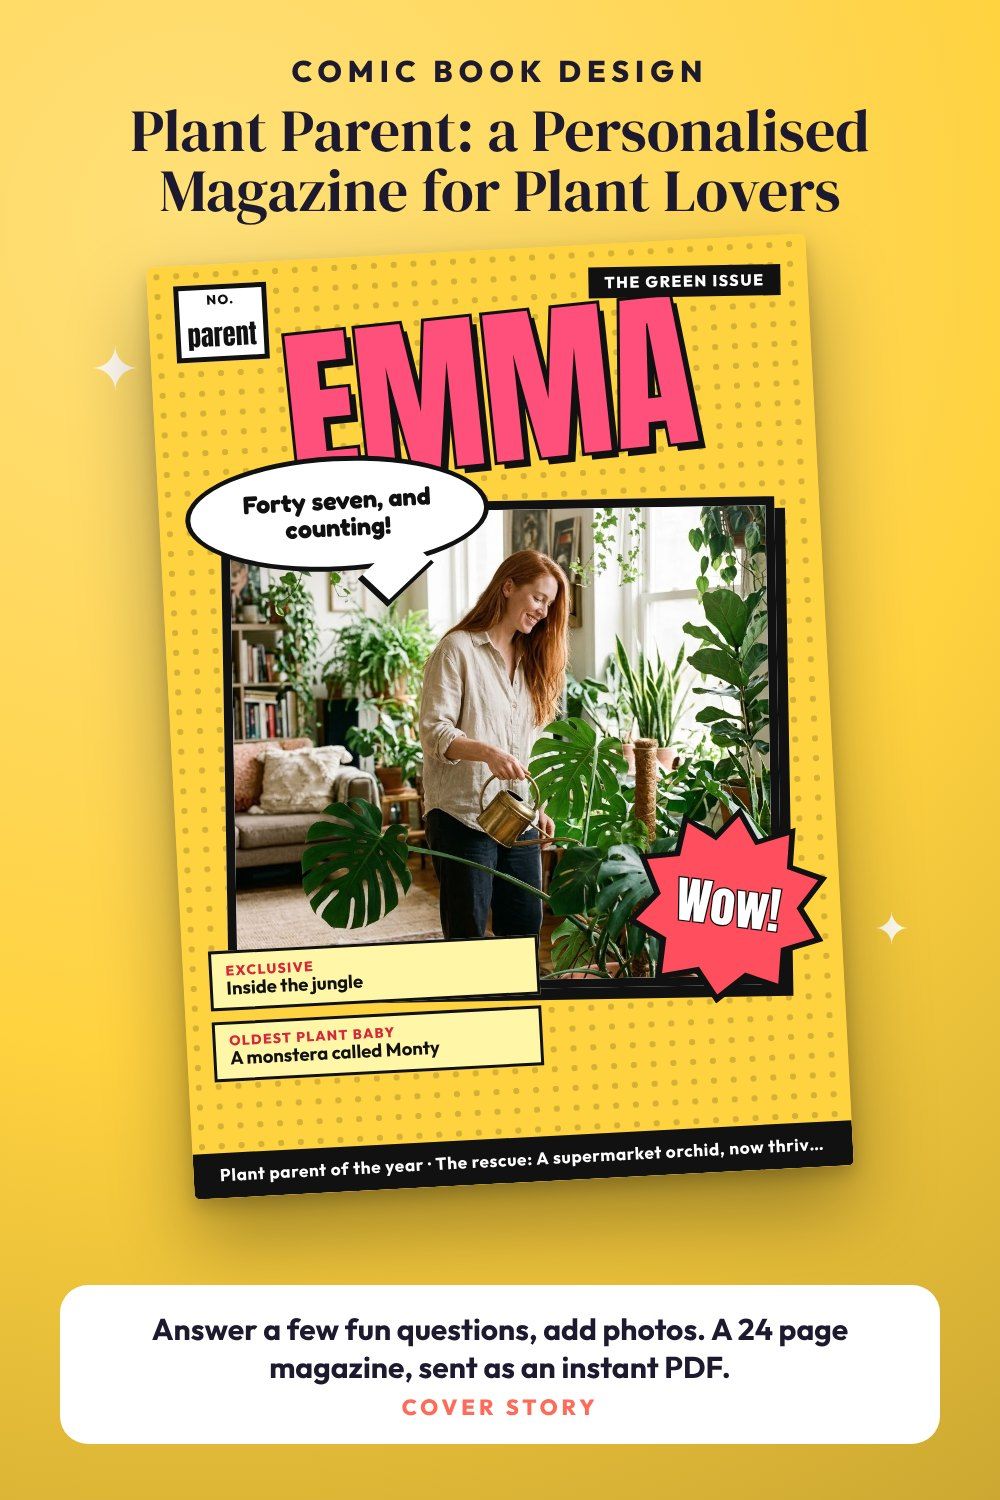 COMIC BOOK DESIGN
Plant Parent: a Personalised
Magazine for Plant Lovers
THE GREEN ISSUE
NO.
parent
EMMA
Forty seven, and
counting!
Wow!
EXCLUSIVE
Inside the jungle
OLDEST PLANT BABY
A monstera called Monty
Plant parent of the year · The rescue: A supermarket orchid, now thriv...
Answer a few fun questions, add photos. A 24 page
magazine, sent as an instant PDF.
COVER STORY